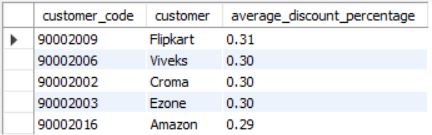 customer_code customer average_discount_percentage
90002009 Flipkart 0.31
90002006 Viveks 0.30
90002002 Croma 0.30
90002003 Ezone 0.30
90002016 Amazon 0.29